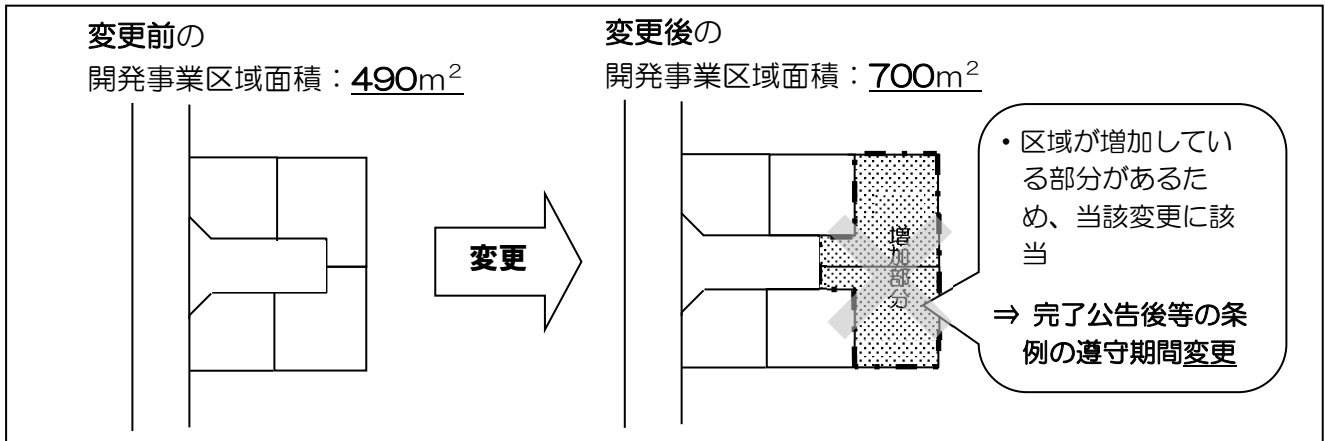 変更前の
開発事業区域面積：490m²
変更後の
開発事業区域面積：700m²
変更
増加部分
・区域が増加してい
る部分があるた
め、当該変更に該
当
⇒ 完了公告後等の条
例の遵守期間変更